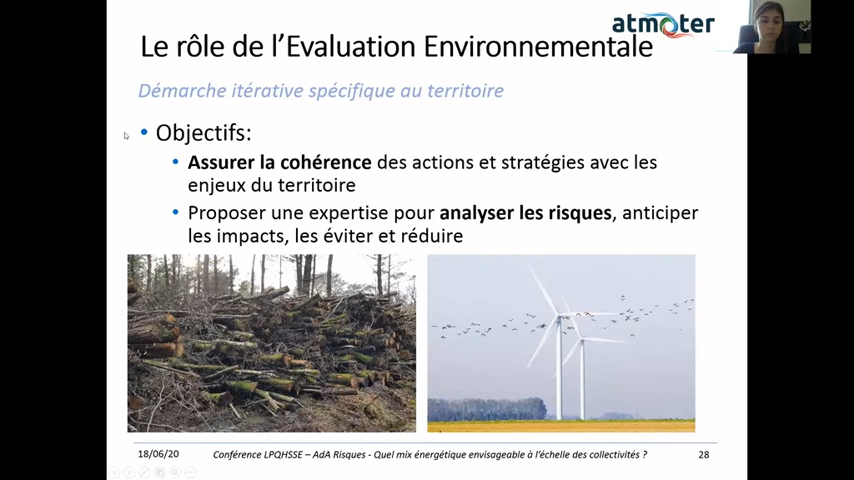 atmoter
Le rôle de l'Evaluation Environnementale
Démarche itérative spécifique au territoire
• Objectifs:
• Assurer la cohérence des actions et stratégies avec les
enjeux du territoire
• Proposer une expertise pour analyser les risques, anticiper
les impacts, les éviter et réduire
18/06/20
Conférence LPQHSSE – AdA Risques - Quel mix énergétique envisageable à l'échelle des collectivités ?
28